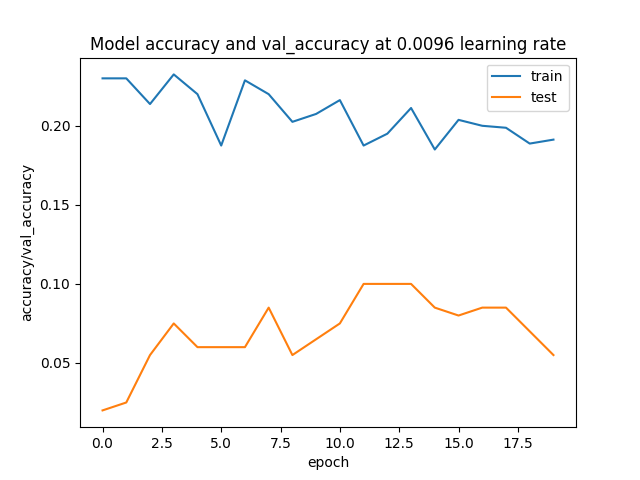 Model accuracy and val_accuracy at 0.0096 learning rate
train
test
0.20
0.15
0.10
0.05
accuracy/val_accuracy
0.0 2.5 5.0 7.5 10.0 12.5 15.0 17.5
epoch